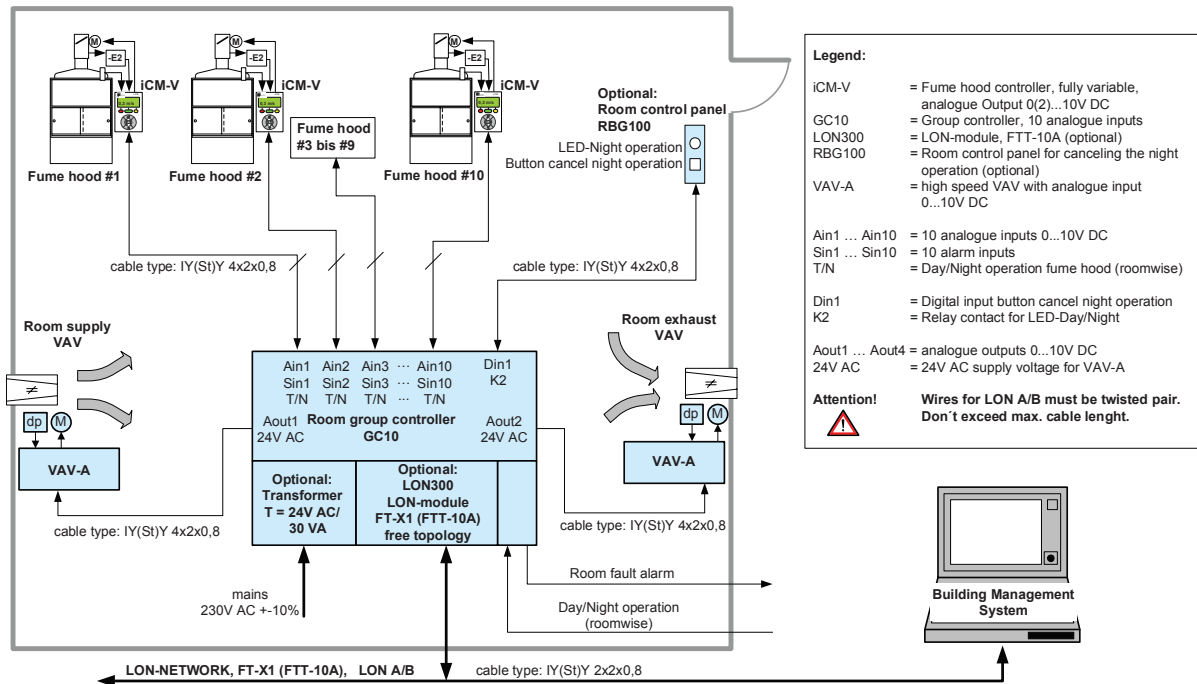 M
-E2
iCM-V
0,3 m/s
Fume hood #1
M
-E2
iCM-V
0,3 m/s
Fume hood #2
Fume hood
#3 bis #9
M
-E2
iCM-V
0,3 m/s
Fume hood #10
Optional:
Room control panel
RBG100
LED-Night operation
Button cancel night operation
cable type: IY(St)Y 4x2x0,8
cable type: IY(St)Y 4x2x0,8
Room supply
VAV
≠
dp
M
VAV-A
cable type: IY(St)Y 4x2x0,8
Ain1 Ain2 Ain3 ... Ain10
Sin1 Sin2 Sin3 ... Sin10
T/N T/N T/N ... T/N
Din1
K2
Aout1
24V AC
Room group controller
GC10
Aout2
24V AC
Optional:
Transformer
T = 24V AC/
30 VA
Optional:
LON300
LON-module
FT-X1 (FTT-10A)
free topology
Room exhaust
VAV
≠
dp
M
VAV-A
cable type: IY(St)Y 4x2x0,8
mains
230V AC +-10%
Room fault alarm
Day/Night operation
(roomwise)
LON-NETWORK, FT-X1 (FTT-10A), LON A/B
cable type: IY(St)Y 2x2x0,8
Building Management
System
Legend:
iCM-V = Fume hood controller, fully variable,
analogue Output 0(2)...10V DC
GC10 = Group controller, 10 analogue inputs
LON300 = LON-module, FTT-10A (optional)
RBG100 = Room control panel for canceling the night
operation (optional)
VAV-A = high speed VAV with analogue input
0...10V DC
Ain1 ... Ain10 = 10 analogue inputs 0...10V DC
Sin1 ... Sin10 = 10 alarm inputs
T/N = Day/Night operation fume hood (roomwise)
Din1 = Digital input button cancel night operation
K2 = Relay contact for LED-Day/Night
Aout1 ... Aout4 = analogue outputs 0...10V DC
24V AC = 24V AC supply voltage for VAV-A
Attention! Wires for LON A/B must be twisted pair.
Don´t exceed max. cable lenght.